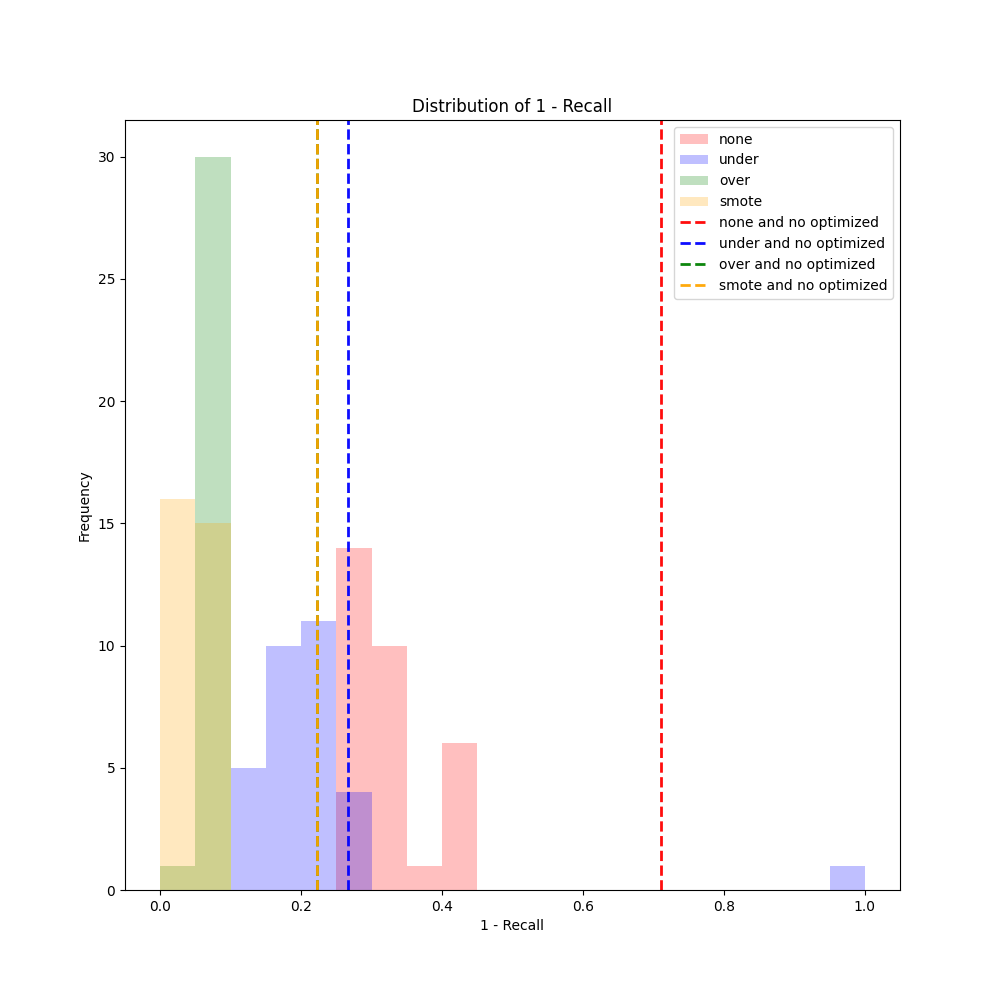 Distribution of 1 - Recall
none
under
over
smote
none and no optimized
under and no optimized
over and no optimized
smote and no optimized
Frequency
30
25
20
15
10
5
0
0.0 0.2 0.4 0.6 0.8 1.0
1 - Recall